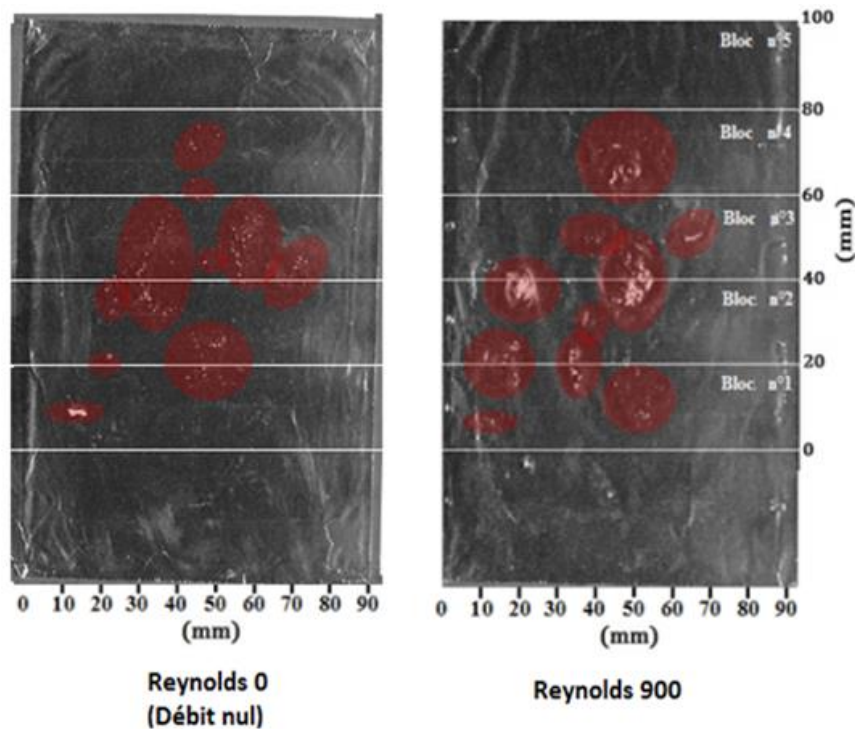 100
Bloc n°5
80
Bloc n°4
60
Bloc n°3
(mm)
40
Bloc n°2
20
Bloc n°1
0
0 10 20 30 40 50 60 70 80 90
(mm)
0 10 20 30 40 50 60 70 80 90
(mm)
Reynolds 0
(Débit nul)
Reynolds 900